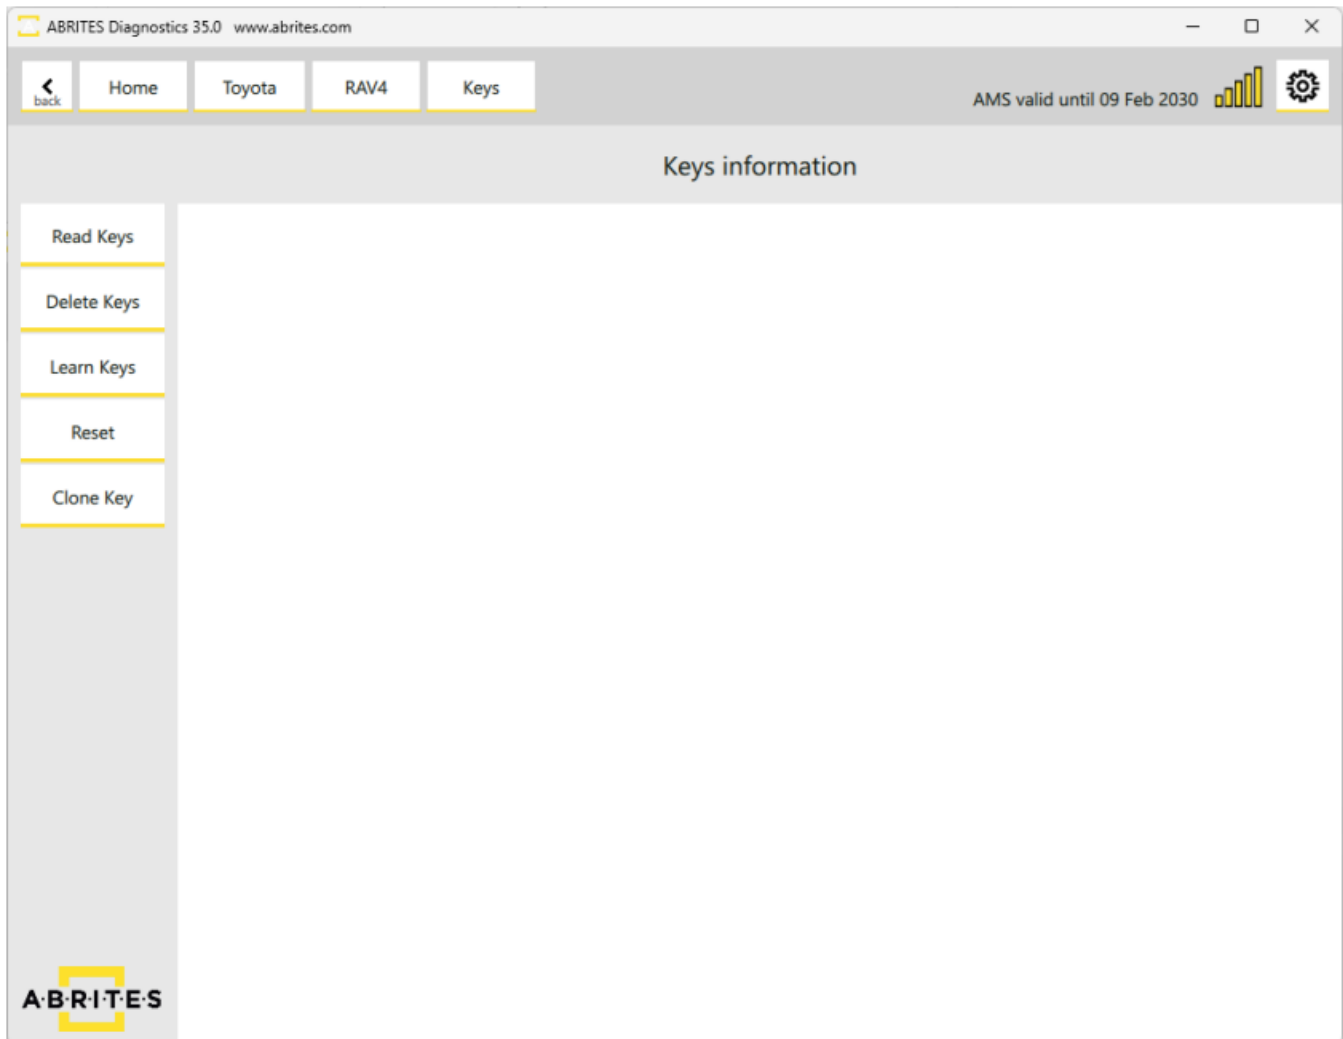 ABRITES Diagnostics 35.0 www.abrites.com
back
Home
Toyota
RAV4
Keys
AMS valid until 09 Feb 2030
Keys information
Read Keys
Delete Keys
Learn Keys
Reset
Clone Key
A·B·R·I·T·E·S